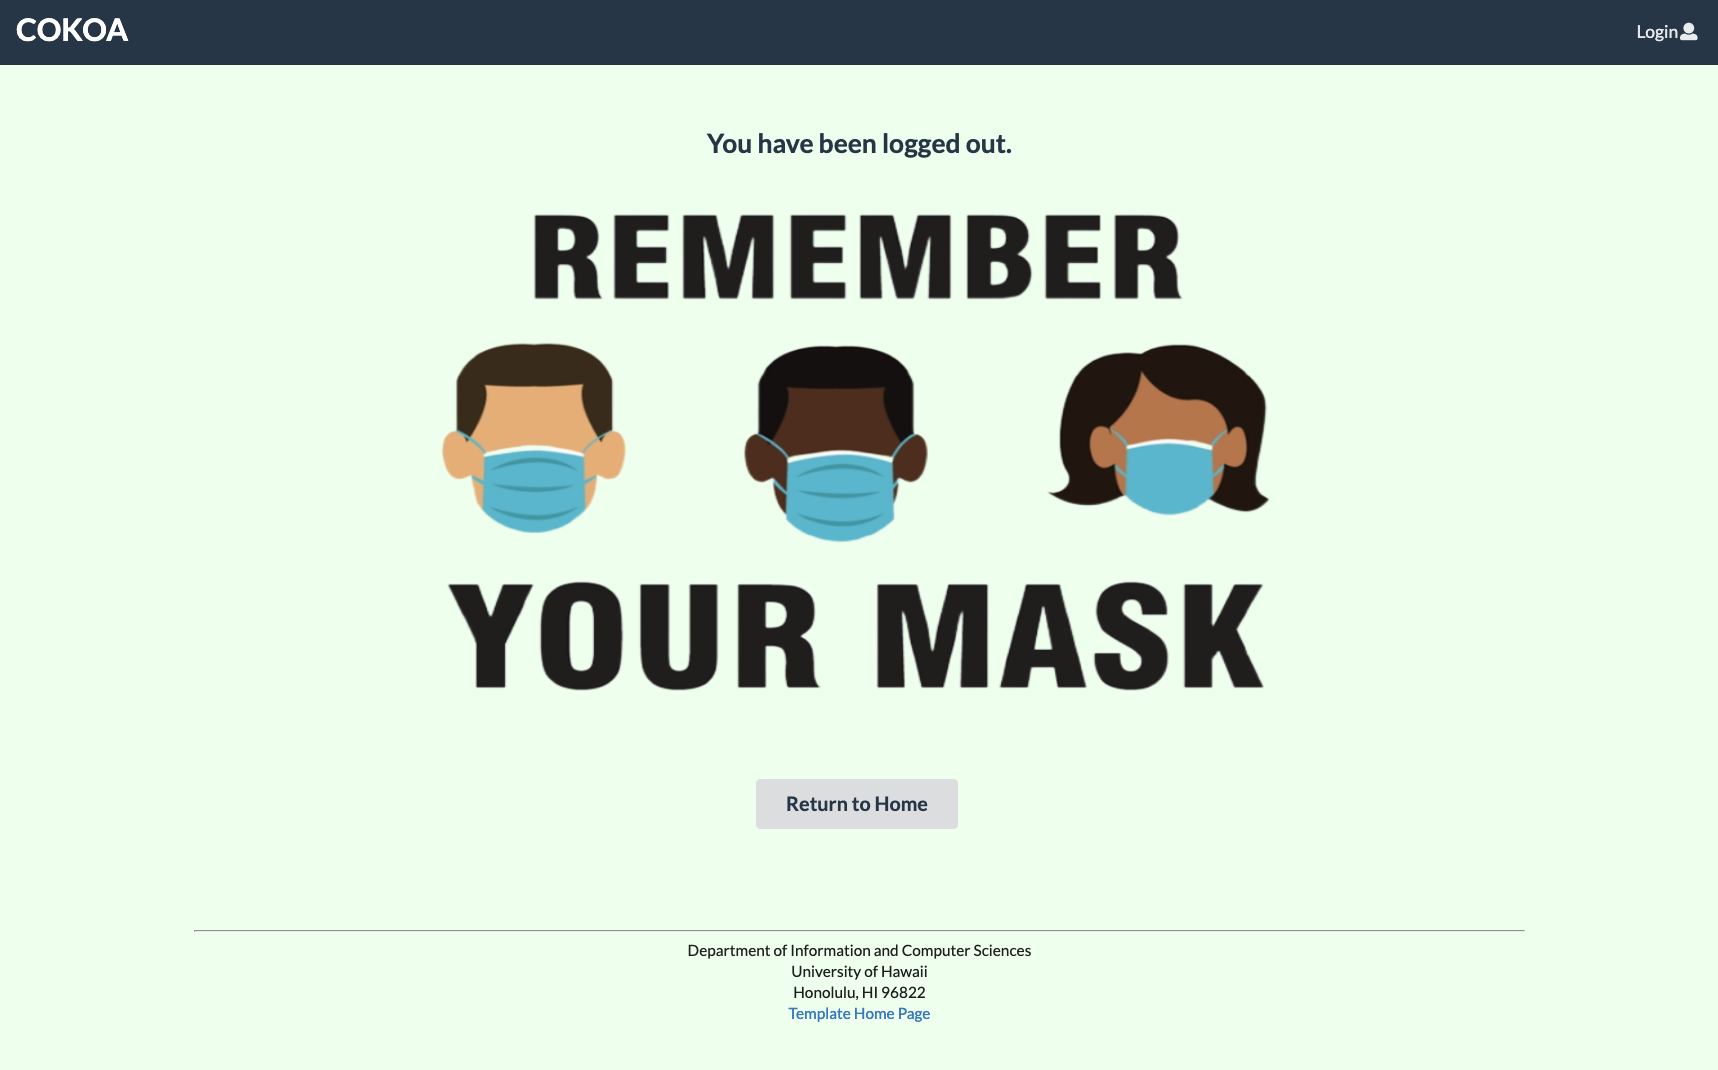 COKOA
Login
You have been logged out.
REMEMBER
YOUR MASK
Return to Home
Department of Information and Computer Sciences
University of Hawaii
Honolulu, HI 96822
Template Home Page